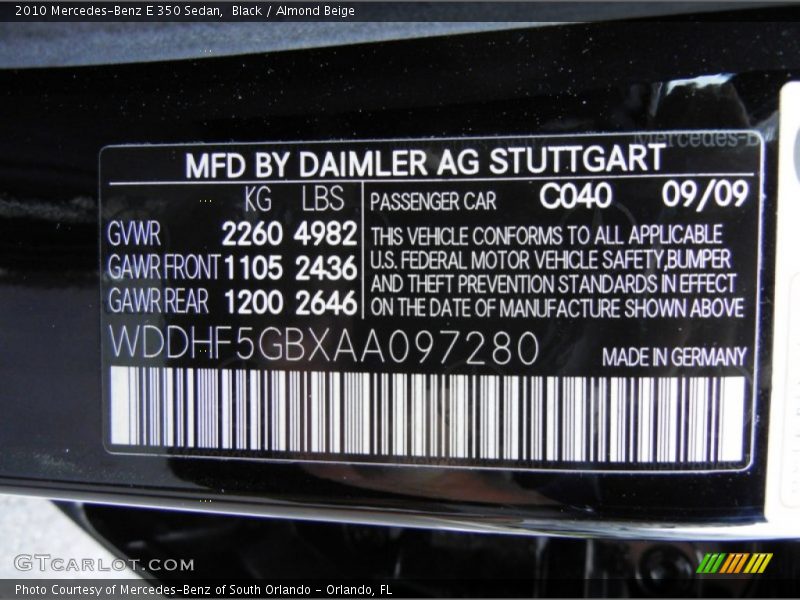 2010 Mercedes-Benz E 350 Sedan, Black / Almond Beige
Mercedes-B
MFD BY DAIMLER AG STUTTGART
KG LBS
GVWR 2260 4982
GAWR FRONT 1105 2436
GAWR REAR 1200 2646
PASSENGER CAR C040 09/09
THIS VEHICLE CONFORMS TO ALL APPLICABLE
U.S. FEDERAL MOTOR VEHICLE SAFETY,BUMPER
AND THEFT PREVENTION STANDARDS IN EFFECT
ON THE DATE OF MANUFACTURE SHOWN ABOVE
WDDHF5GBXAA097280
MADE IN GERMANY
GTCARLOT.COM
Photo Courtesy of Mercedes-Benz of South Orlando - Orlando, FL